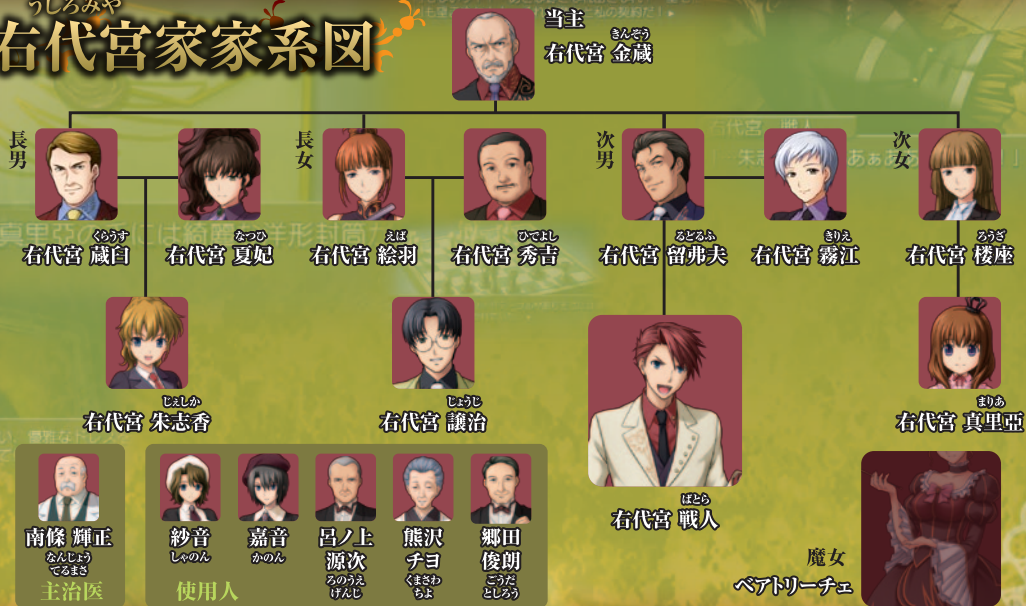 うしろみや
右代宮家家系図
当主
きんぞう
右代宮 金蔵
長男
くらうす
右代宮 蔵臼
なつひ
右代宮 夏妃
長女
えば
右代宮 絵羽
ひでよし
右代宮 秀吉
次男
るどるふ
右代宮 留弗夫
きりえ
右代宮 霧江
次女
ろうざ
右代宮 楼座
じぇしか
右代宮 朱志香
じょうじ
右代宮 譲治
ばとら
右代宮 戦人
まりあ
右代宮 真里亞
南條 輝正
なんじょう
てるまさ
主治医
紗音
しゃのん
嘉音
かのん
呂ノ上
源次
ろのうえ
げんじ
熊沢
チヨ
くまさわ
ちよ
郷田
俊朗
ごうだ
としろう
使用人
魔女
ベアトリーチェ